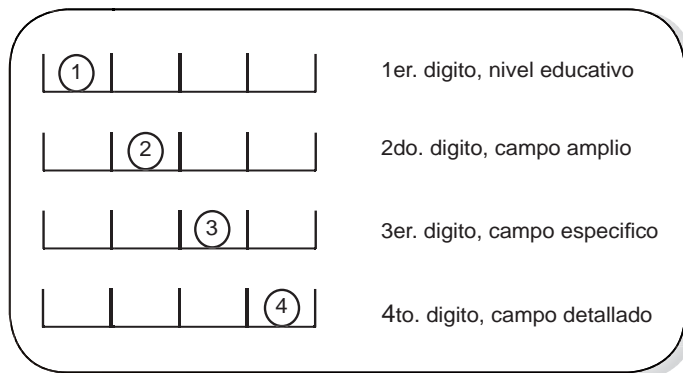 1 1er. digito, nivel educativo
2 2do. digito, campo amplio
3 3er. digito, campo especifico
4 4to. digito, campo detallado